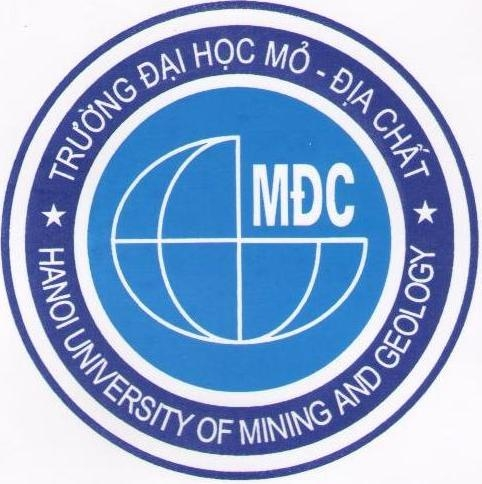 TRƯỜNG ĐẠI HỌC MỎ - ĐỊA CHẤT
MĐC
HANOI UNIVERSITY OF MINING AND GEOLOGY